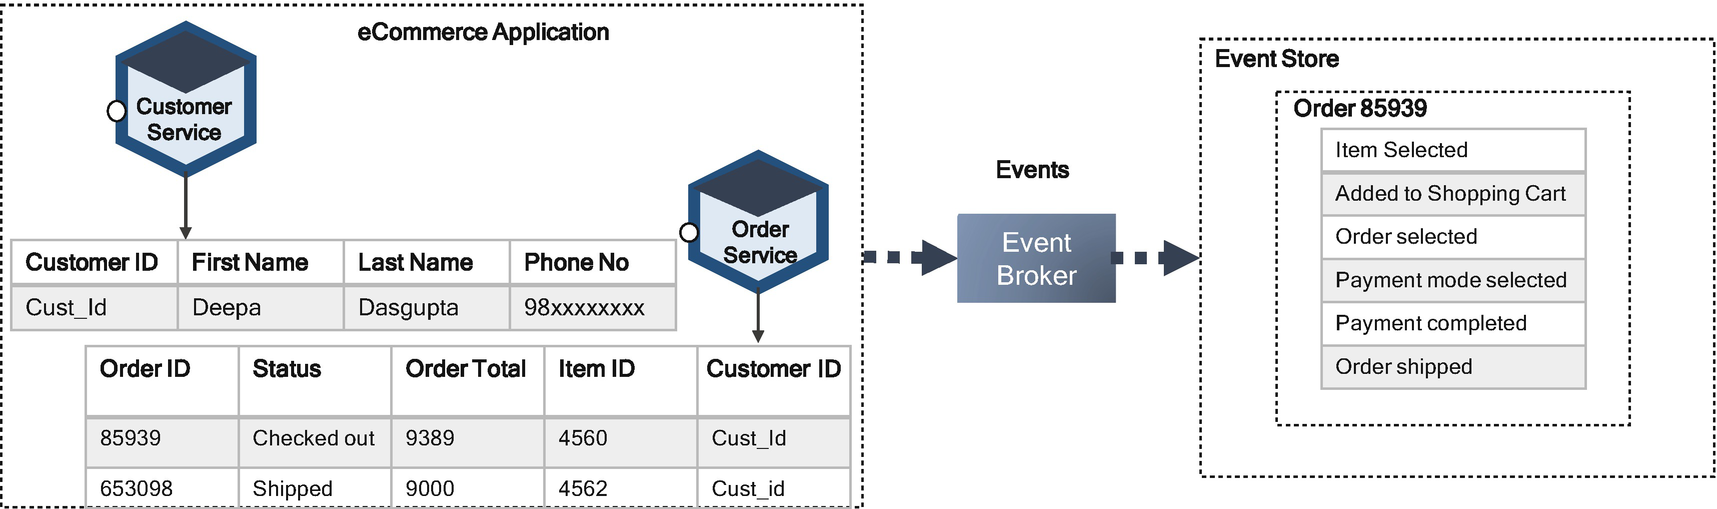 eCommerce Application
Customer
Service
Order
Service
Customer ID First Name Last Name Phone No
Cust_Id Deepa Dasgupta 98xxxxxxxx
Order ID Status Order Total Item ID Customer ID
85939 Checked out 9389 4560 Cust_Id
653098 Shipped 9000 4562 Cust_id
Events
Event
Broker
Event Store
Order 85939
Item Selected
Added to Shopping Cart
Order selected
Payment mode selected
Payment completed
Order shipped